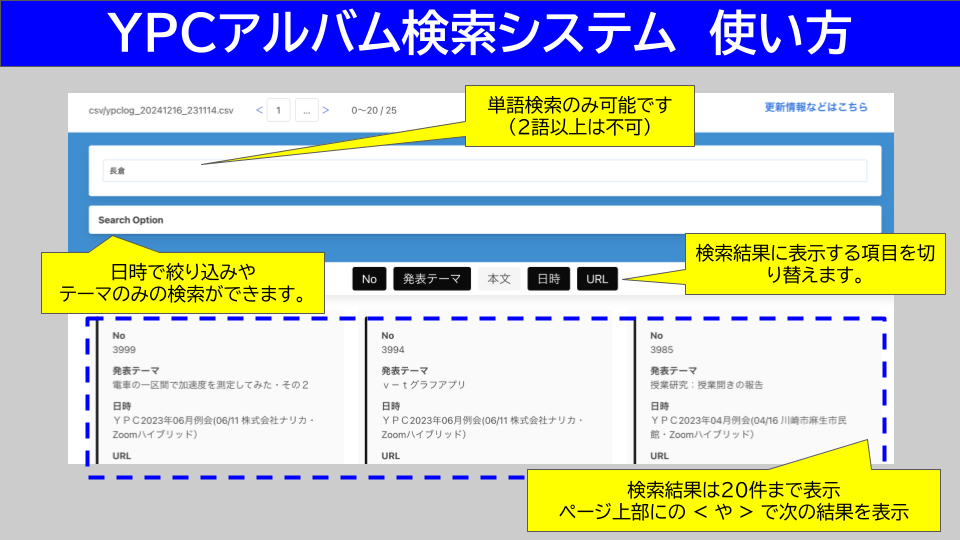 YPCアルバム検索システム 使い方
csv/ypclog_20241216_231114.csv < 1 ... > 0〜20 / 25
更新情報などはこちら
単語検索のみ可能です
（2語以上は不可）
長倉
Search Option
日時で絞り込みや
テーマのみの検索ができます。
No 発表テーマ 本文 日時 URL
検索結果に表示する項目を切
り替えます。
No
3999
発表テーマ
電車の一区間で加速度を測定してみた・その２
日時
ＹＰＣ2023年06月例会(06/11 株式会社ナリカ・
Zoomハイブリッド）
URL
No
3994
発表テーマ
ｖ－ｔグラフアプリ
日時
ＹＰＣ2023年06月例会(06/11 株式会社ナリカ・
Zoomハイブリッド）
URL
No
3985
発表テーマ
授業研究：授業開きの報告
日時
ＹＰＣ2023年04月例会(04/16 川崎市麻生市民
館・Zoomハイブリッド）
URL
検索結果は20件まで表示
ページ上部にの < や > で次の結果を表示